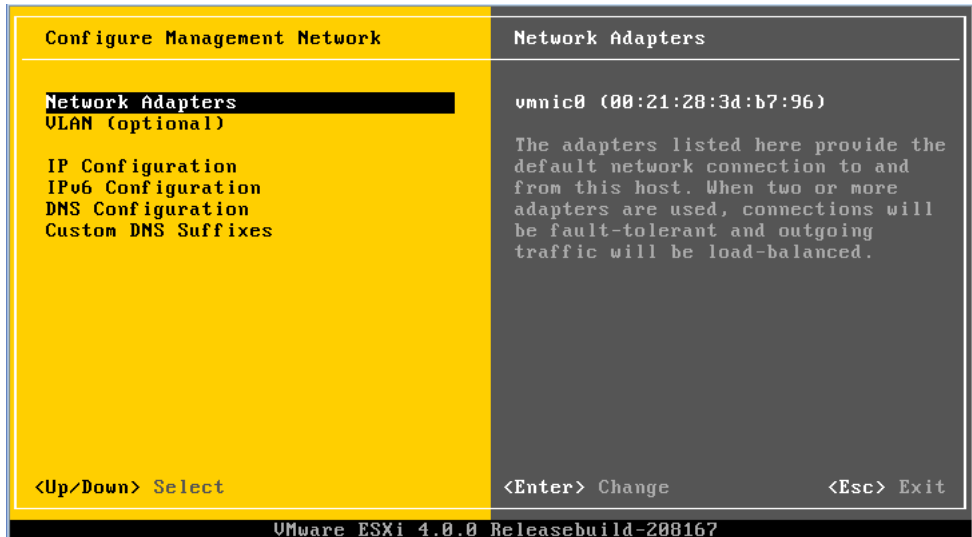 Configure Management Network
Network Adapters
VLAN (optional)
IP Configuration
IPv6 Configuration
DNS Configuration
Custom DNS Suffixes
<Up/Down> Select
Network Adapters
vmnic0 (00:21:28:3d:b7:96)
The adapters listed here provide the
default network connection to and
from this host. When two or more
adapters are used, connections will
be fault-tolerant and outgoing
traffic will be load-balanced.
<Enter> Change
<Esc> Exit
VMware ESXi 4.0.0 Releasebuild-208167